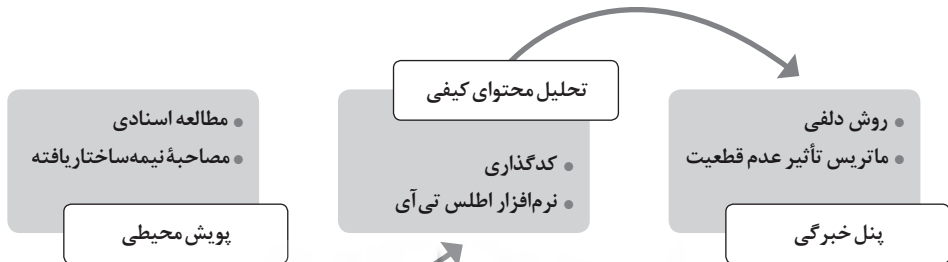 تحلیل محتوای کیفی
روش دلفی
ماتریس تأثیر عدم قطعیت
پنل خبرگی
کدگذاری
نرم‌افزار اطلس تی‌آی
مطالعه اسنادی
مصاحبۀ نیمه‌ساختاریافته
پویش محیطی